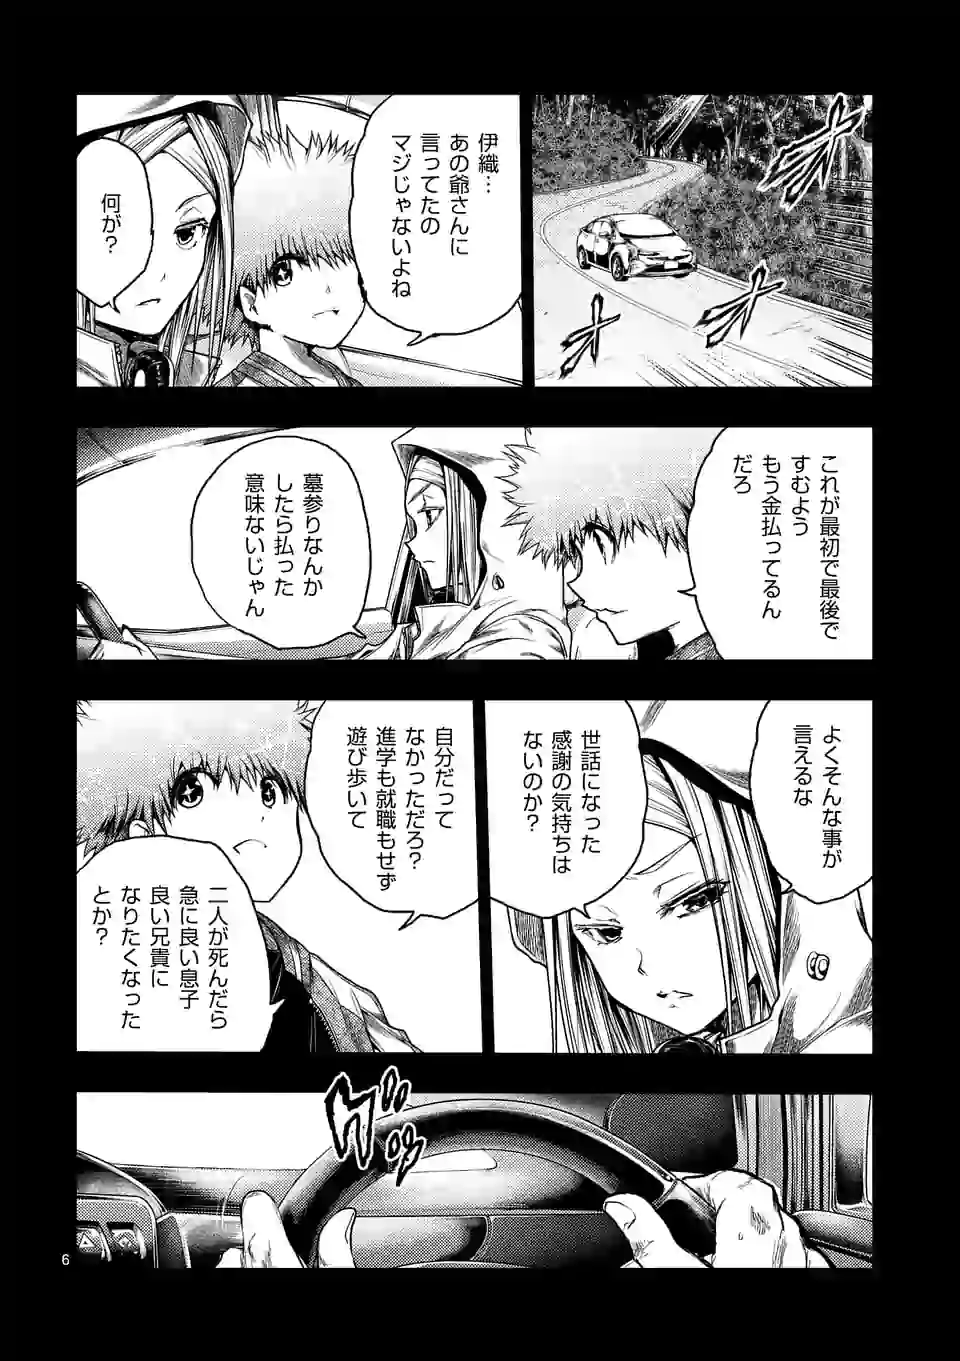 伊織…
あの爺さんに
言ってたの
マジじゃないよね
何が?
これが最初で最後で
すむよう
もう金払ってるん
だろ
墓参りなんか
したら払った
意味ないじゃん
よくそんな事が
言えるな
世話になった
感謝の気持ちは
ないのか?
自分だって
なかっただろ?
進学も就職もせず
遊び歩いて
二人が死んだら
急に良い息子
良い兄貴に
なりたくなった
とか?
6